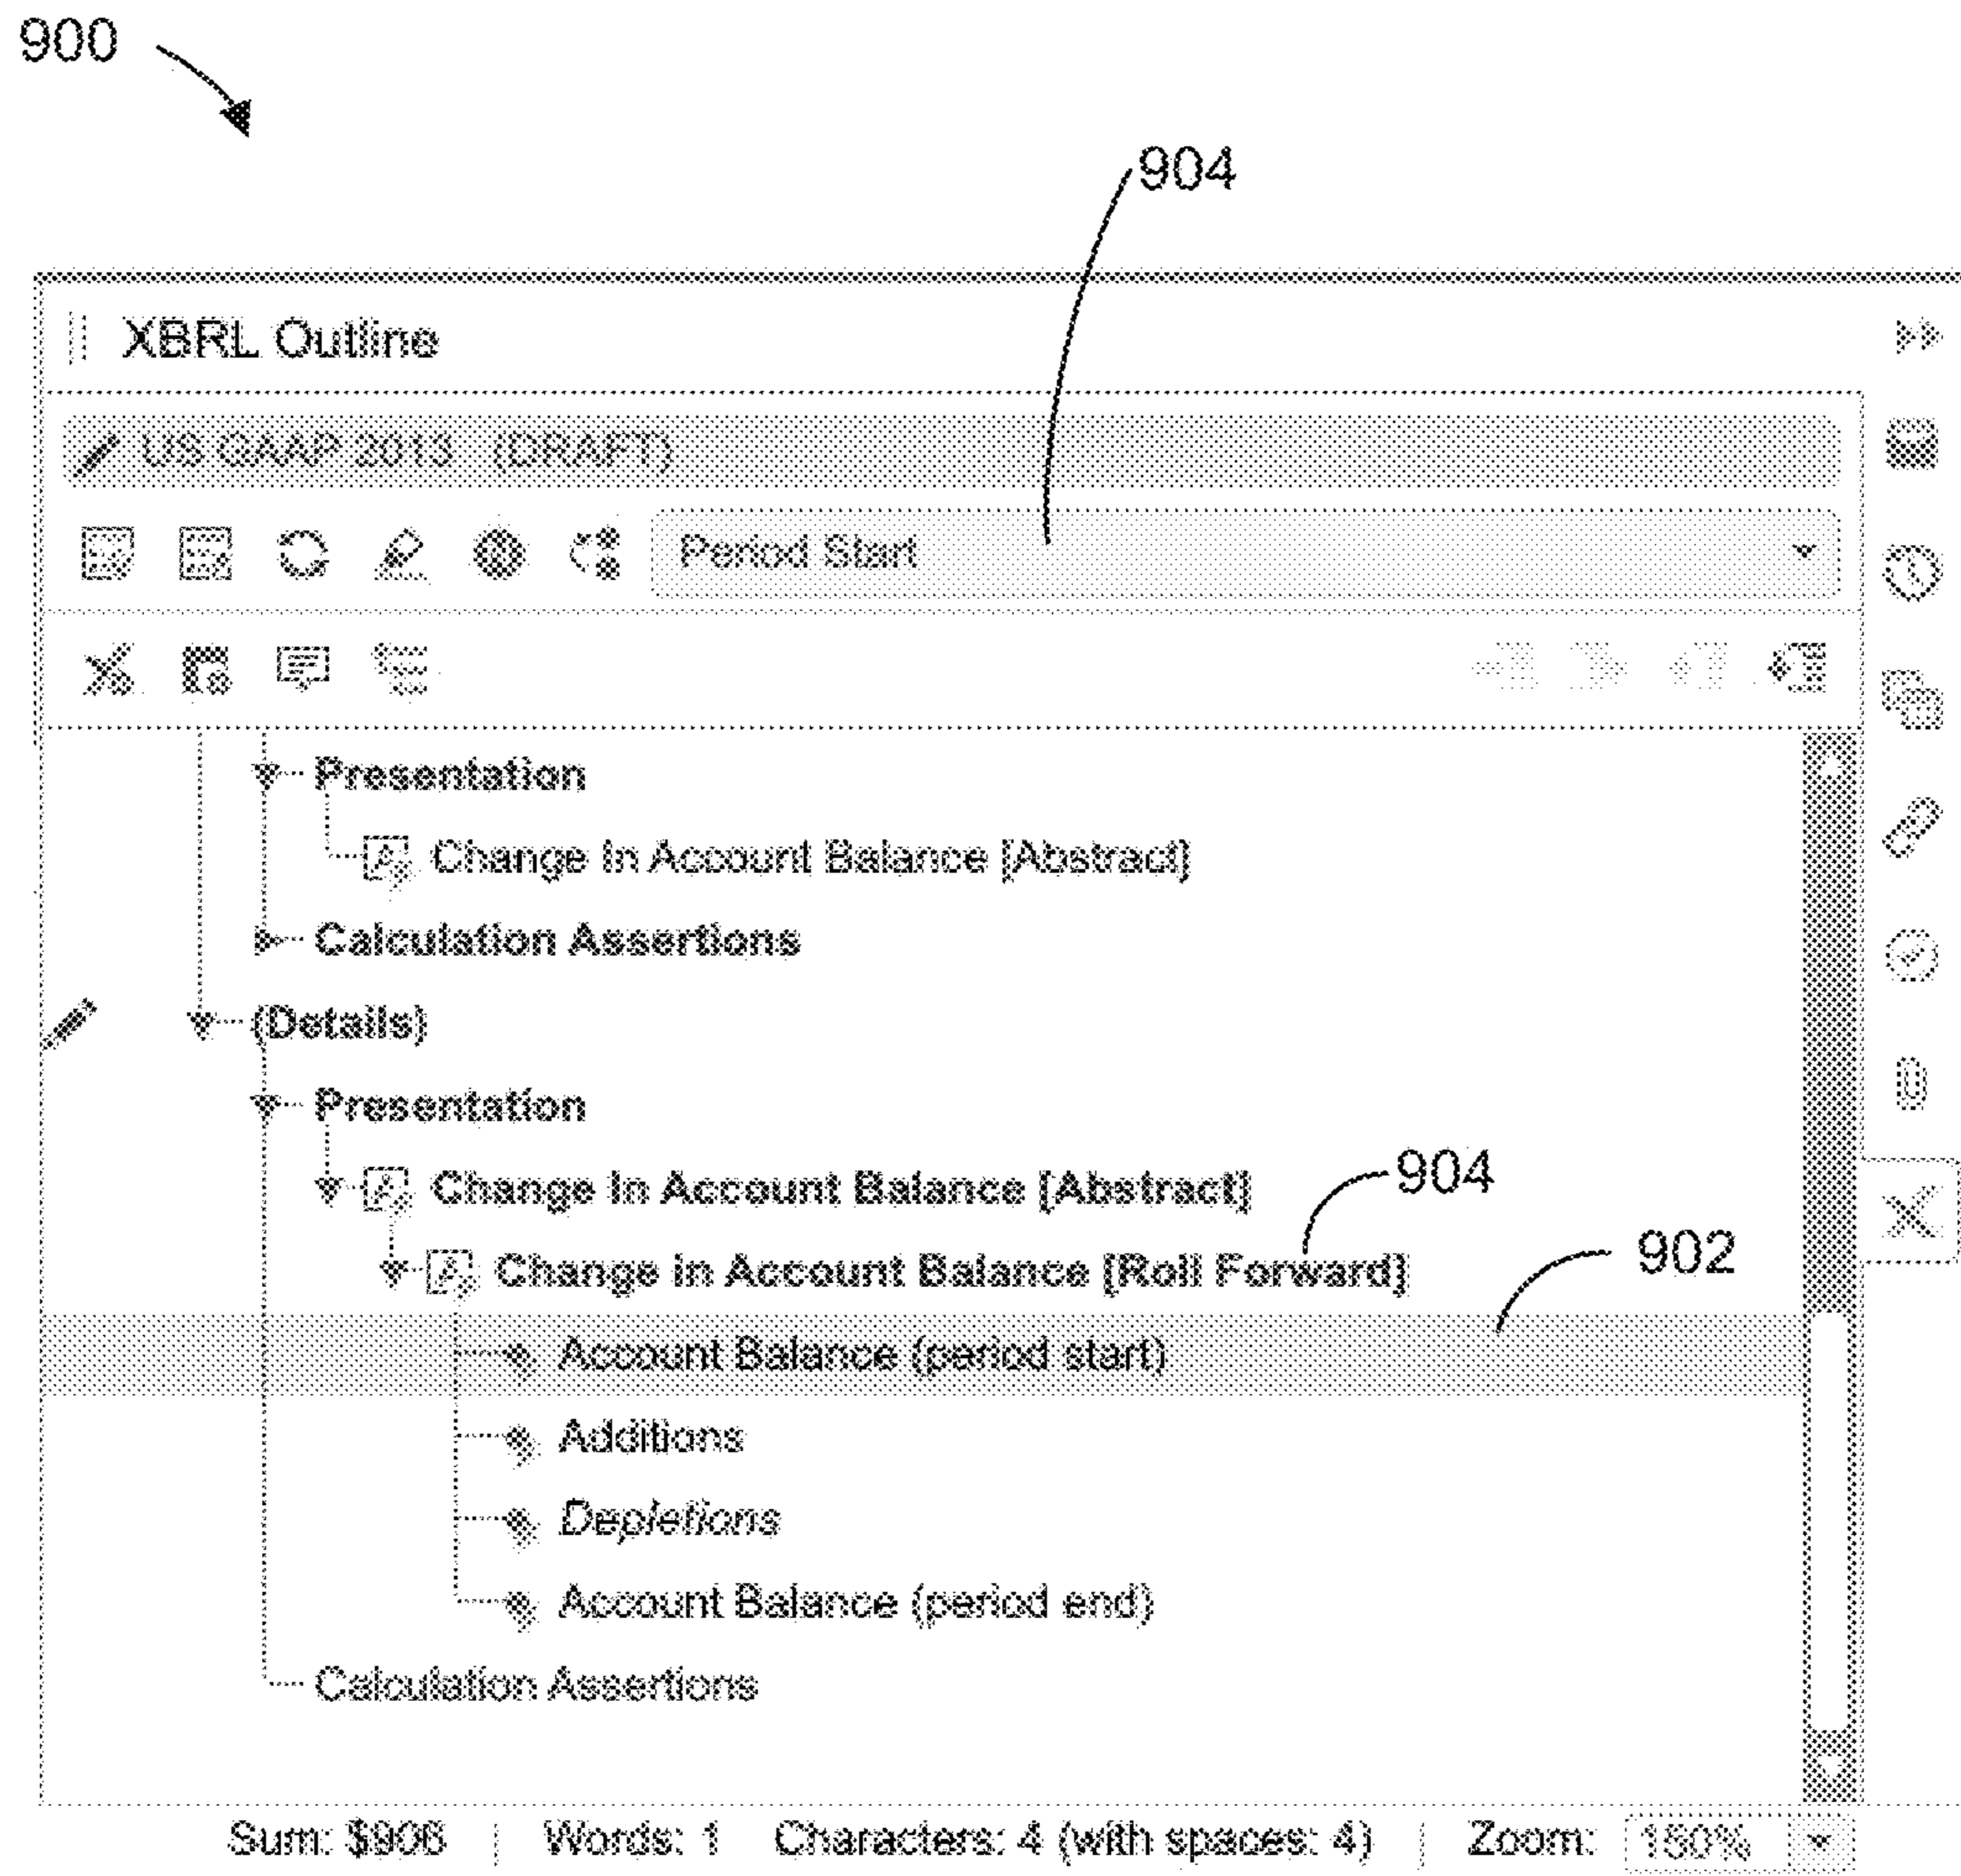 900
904
XBRL Outline
US GAAP 2013 (DRAFT)
Period Start
Presentation
Change In Account Balance [Abstract]
Calculation Assertions
(Details)
Presentation
904
Change In Account Balance [Abstract]
902
Change in Account Balance [Roll Forward]
Account Balance (period start)
Additions
Depletions
Account Balance (period end)
Calculation Assertions
Sum: $906 | Words: 1 Characters: 4 (with spaces: 4) | Zoom: 150%